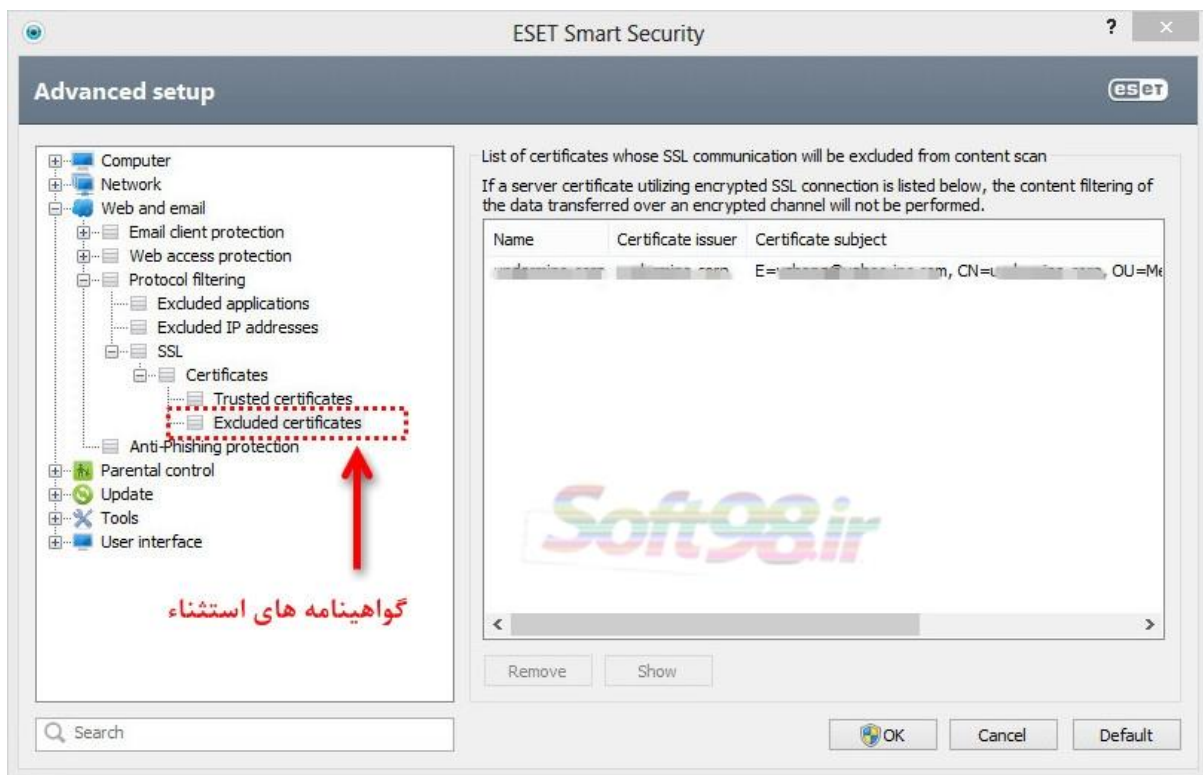 ESET Smart Security
?
Advanced setup
eset
Computer
Network
Web and email
Email client protection
Web access protection
Protocol filtering
Excluded applications
Excluded IP addresses
SSL
Certificates
Trusted certificates
Excluded certificates
Anti-Phishing protection
Parental control
Update
Tools
User interface
گواهینامه های استثناء
Search
List of certificates whose SSL communication will be excluded from content scan
If a server certificate utilizing encrypted SSL connection is listed below, the content filtering of
the data transferred over an encrypted channel will not be performed.
Name Certificate issuer Certificate subject
E= CN= OU=Me
Soft98.ir
Remove Show
OK Cancel Default